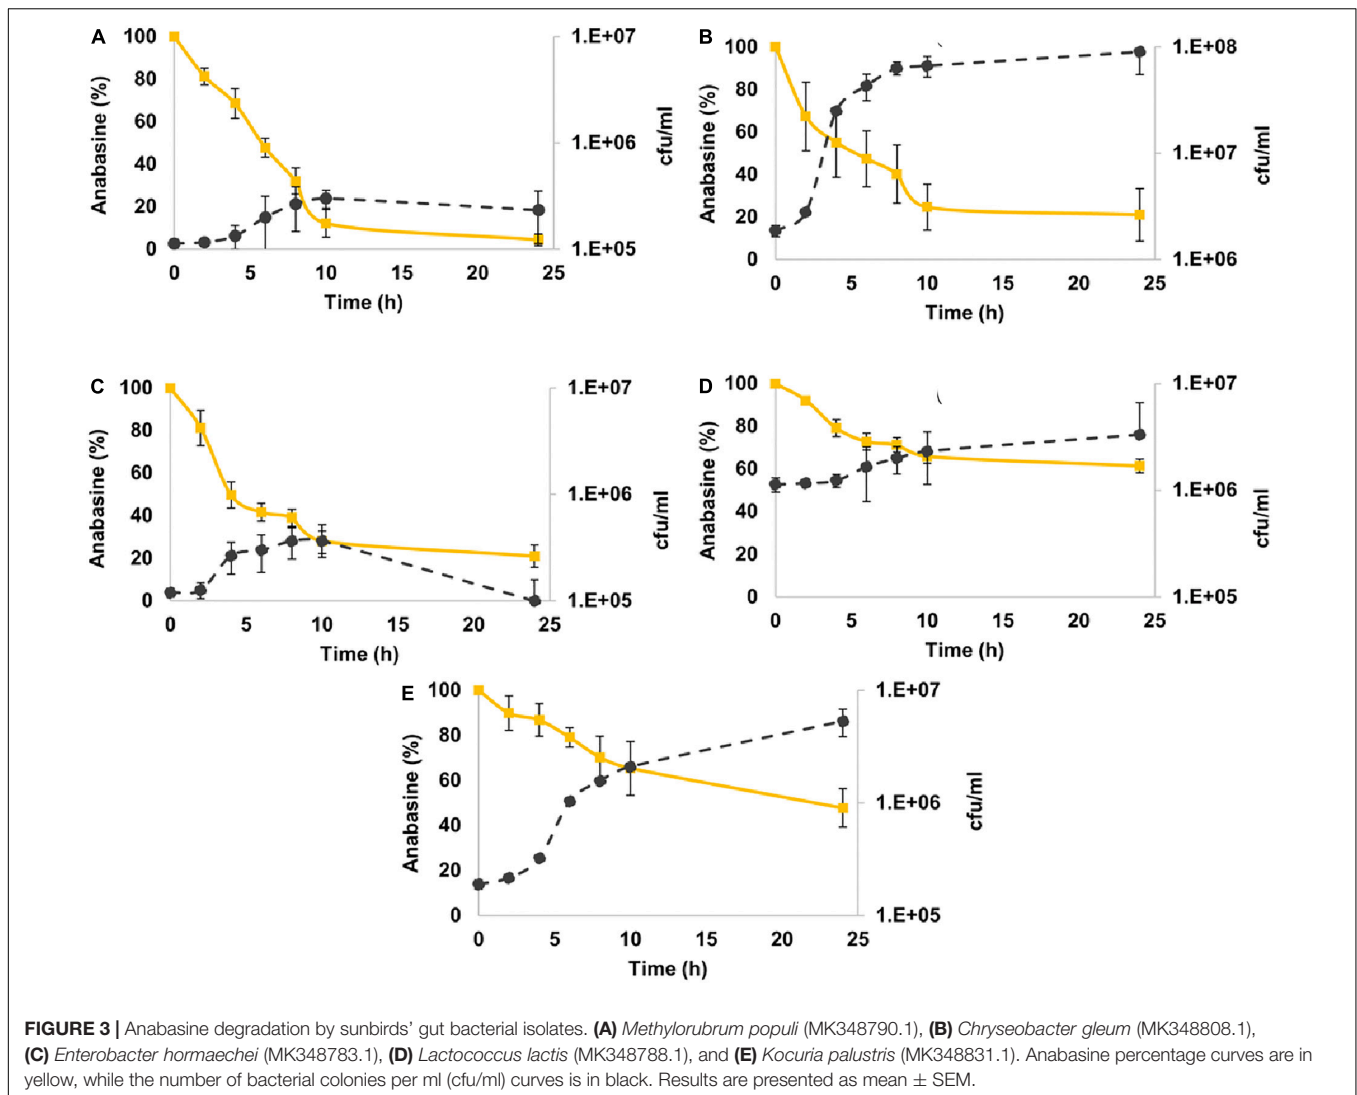 A
100
80
60
40
20
0
Anabasine (%)
1.E+07
1.E+06
1.E+05
cfu/ml
0 5 10 15 20 25
Time (h)
B
100
80
60
40
20
0
Anabasine (%)
1.E+08
1.E+07
1.E+06
cfu/ml
0 5 10 15 20 25
Time (h)
C
100
80
60
40
20
0
Anabasine (%)
1.E+07
1.E+06
1.E+05
cfu/ml
0 5 10 15 20 25
Time (h)
D
100
80
60
40
20
0
Anabasine (%)
1.E+07
1.E+06
1.E+05
cfu/ml
0 5 10 15 20 25
Time (h)
E
100
80
60
40
20
0
Anabasine (%)
1.E+07
1.E+06
1.E+05
cfu/ml
0 5 10 15 20 25
Time (h)
FIGURE 3 | Anabasine degradation by sunbirds' gut bacterial isolates. (A) Methylorubrum populi (MK348790.1), (B) Chryseobacter gleum (MK348808.1),
(C) Enterobacter hormaechei (MK348783.1), (D) Lactococcus lactis (MK348788.1), and (E) Kocuria palustris (MK348831.1). Anabasine percentage curves are in
yellow, while the number of bacterial colonies per ml (cfu/ml) curves is in black. Results are presented as mean ± SEM.